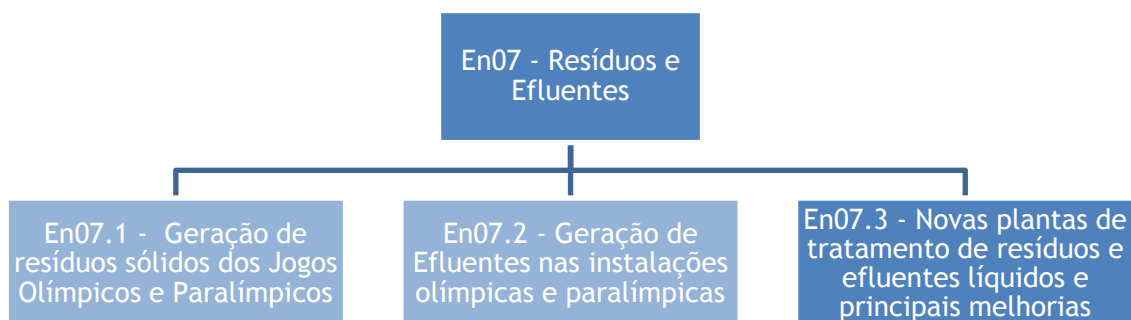 En07 - Resíduos e
Efluentes
En07.1 - Geração de
resíduos sólidos dos Jogos
Olímpicos e Paralímpicos
En07.2 - Geração de
Efluentes nas instalações
olímpicas e paralímpicas
En07.3 - Novas plantas de
tratamento de resíduos e
efluentes líquidos e
principais melhorias